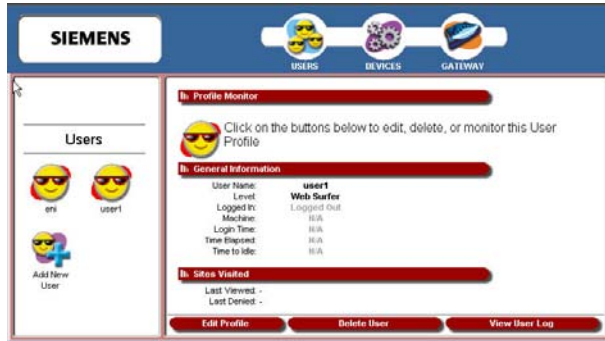 SIEMENS
USERS DEVICES GATEWAY
Users
eni user1
Add New
User
Profile Monitor
Click on the buttons below to edit, delete, or monitor this User
Profile
General Information
User Name: user1
Level: Web Surfer
Logged In: Logged Out
Machine: N/A
Login Time: N/A
Time Elapsed: N/A
Time to Idle: N/A
Sites Visited
Last Viewed: -
Last Denied: -
Edit Profile Delete User View User Log